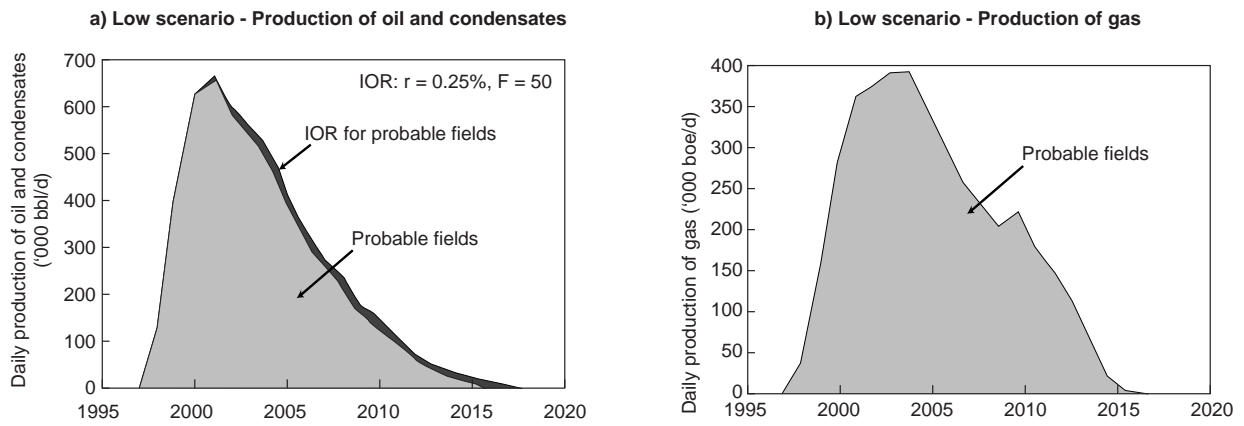 a) Low scenario - Production of oil and condensates
Daily production of oil and condensates
(‘000 bbl/d)
700
600
500
400
300
200
100
0
IOR: r = 0.25%, F = 50
IOR for probable fields
Probable fields
1995 2000 2005 2010 2015 2020
b) Low scenario - Production of gas
Daily production of gas (‘000 boe/d)
400
350
300
250
200
150
100
50
0
Probable fields
1995 2000 2005 2010 2015 2020